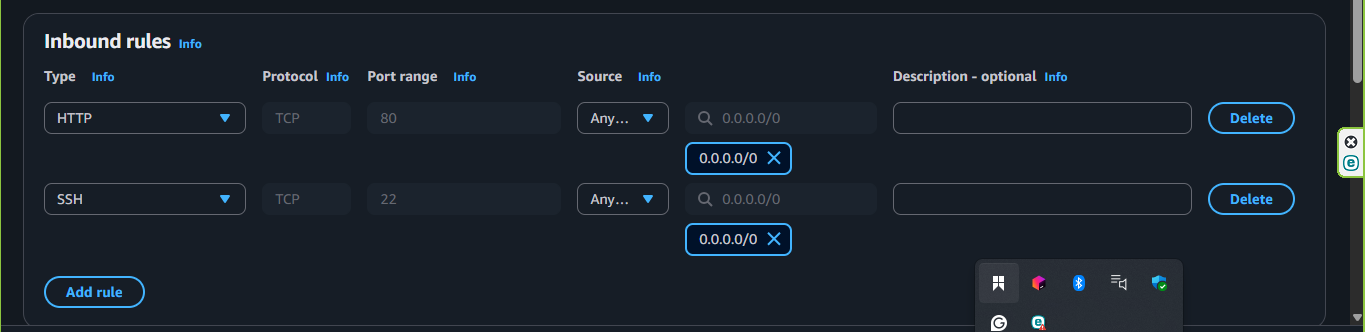 Inbound rules Info
Type Info Protocol Info Port range Info Source Info Description - optional Info
HTTP TCP 80 Any... 0.0.0.0/0 Delete
0.0.0.0/0
SSH TCP 22 Any... 0.0.0.0/0 Delete
0.0.0.0/0
Add rule